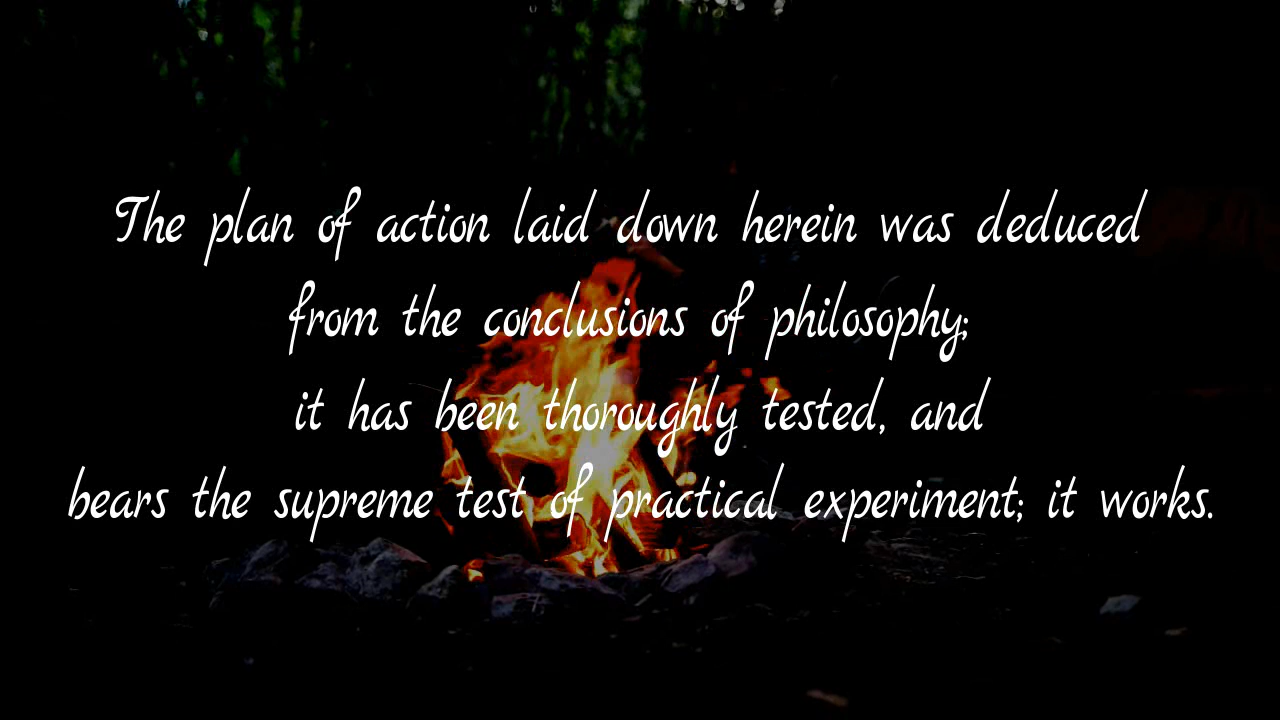 The plan of action laid down herein was deduced
from the conclusions of philosophy;
it has been thoroughly tested, and
bears the supreme test of practical experiment; it works.